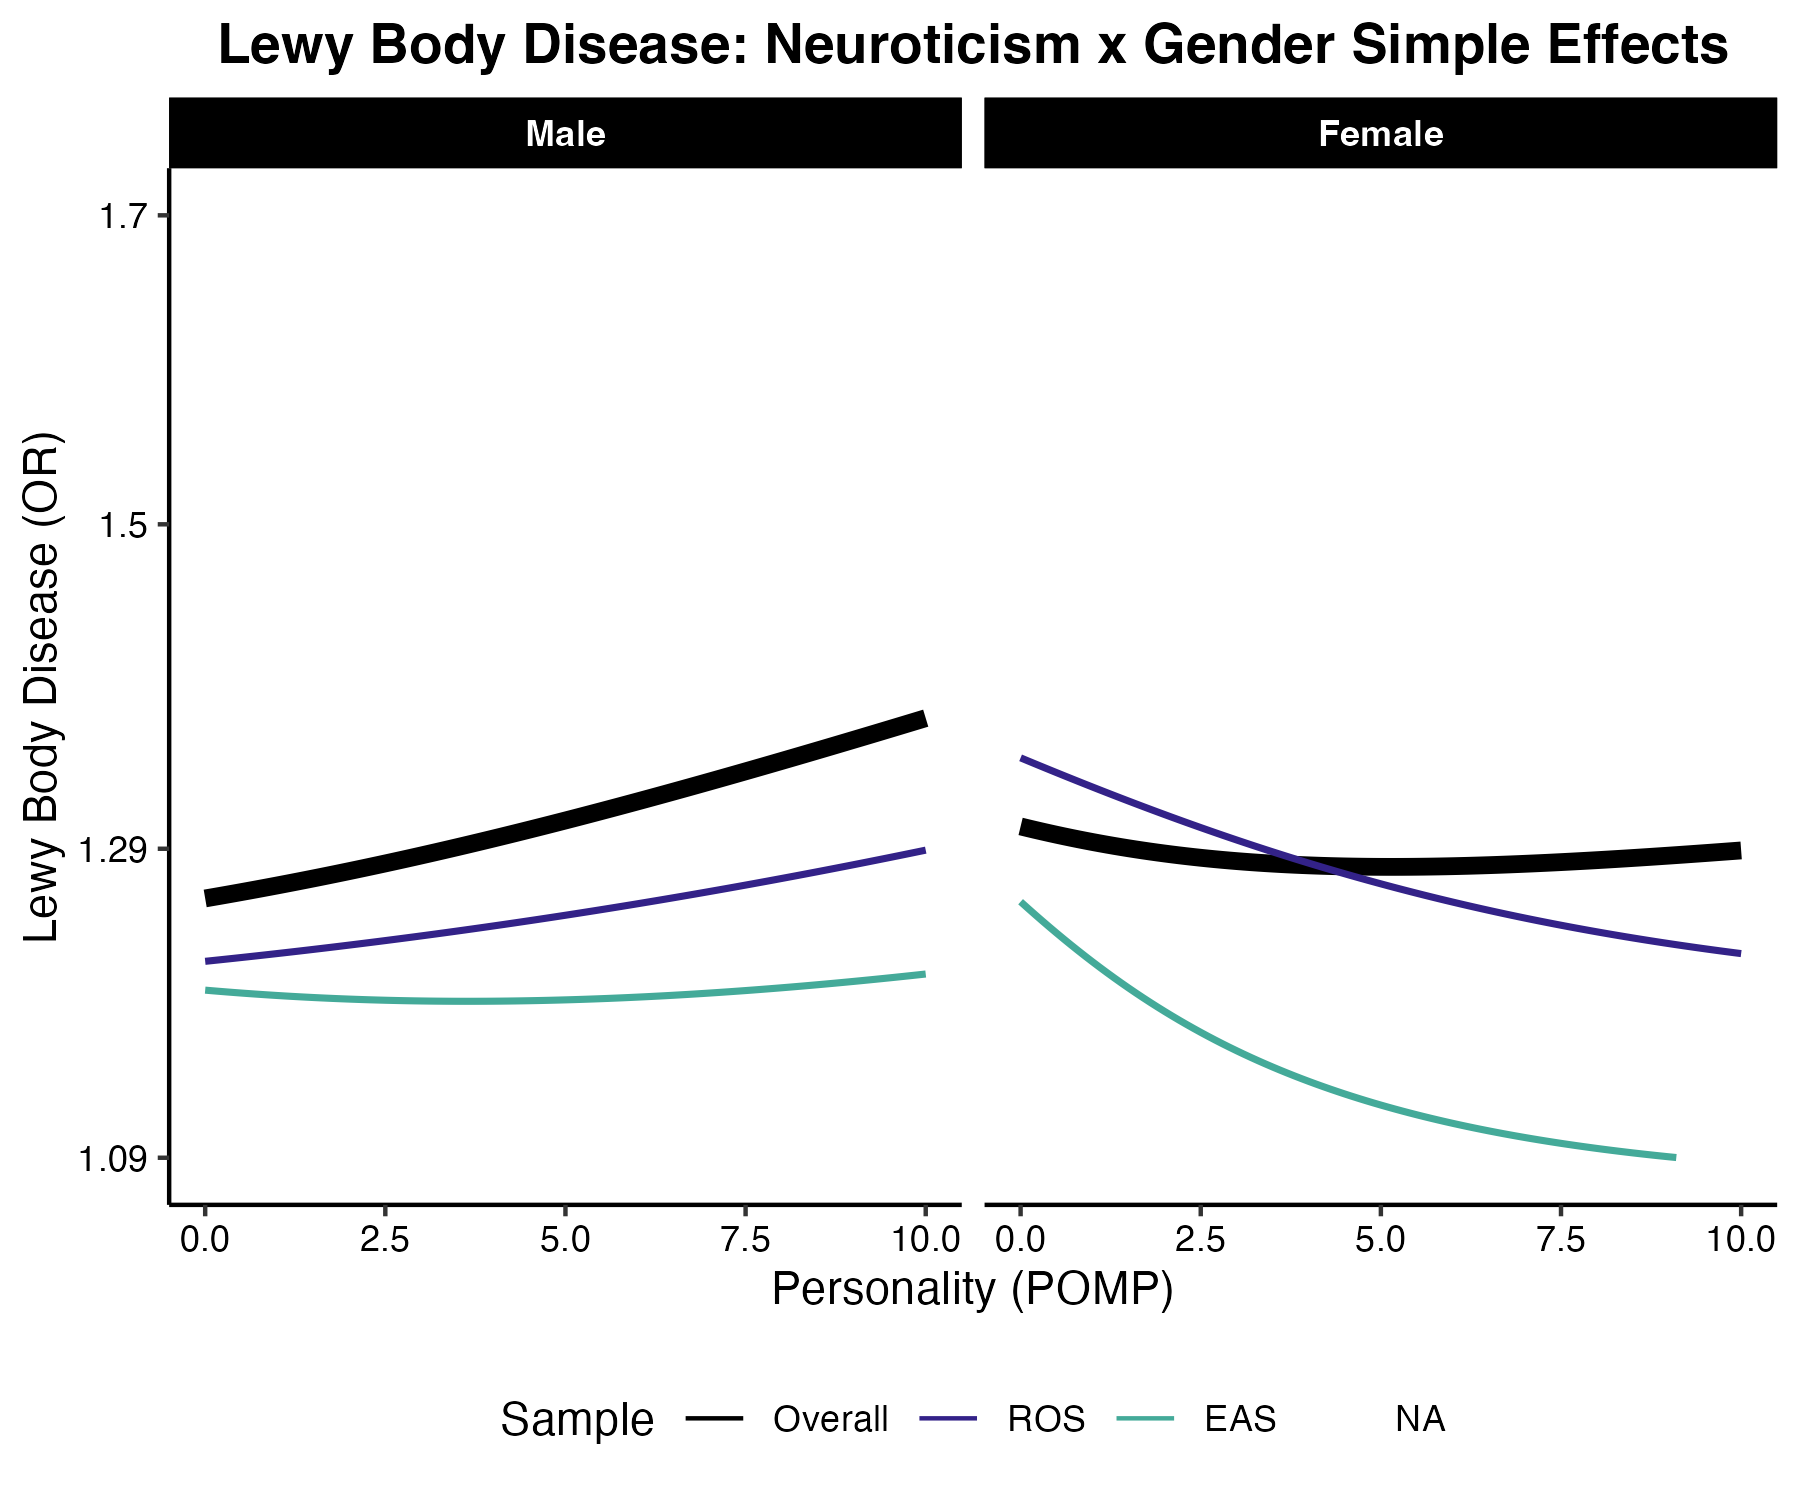 Lewy Body Disease: Neuroticism x Gender Simple Effects
Male Female
Lewy Body Disease (OR)
1.7
1.5
1.29
1.09
0.0 2.5 5.0 7.5 10.0 0.0 2.5 5.0 7.5 10.0
Personality (POMP)
Sample Overall ROS EAS NA